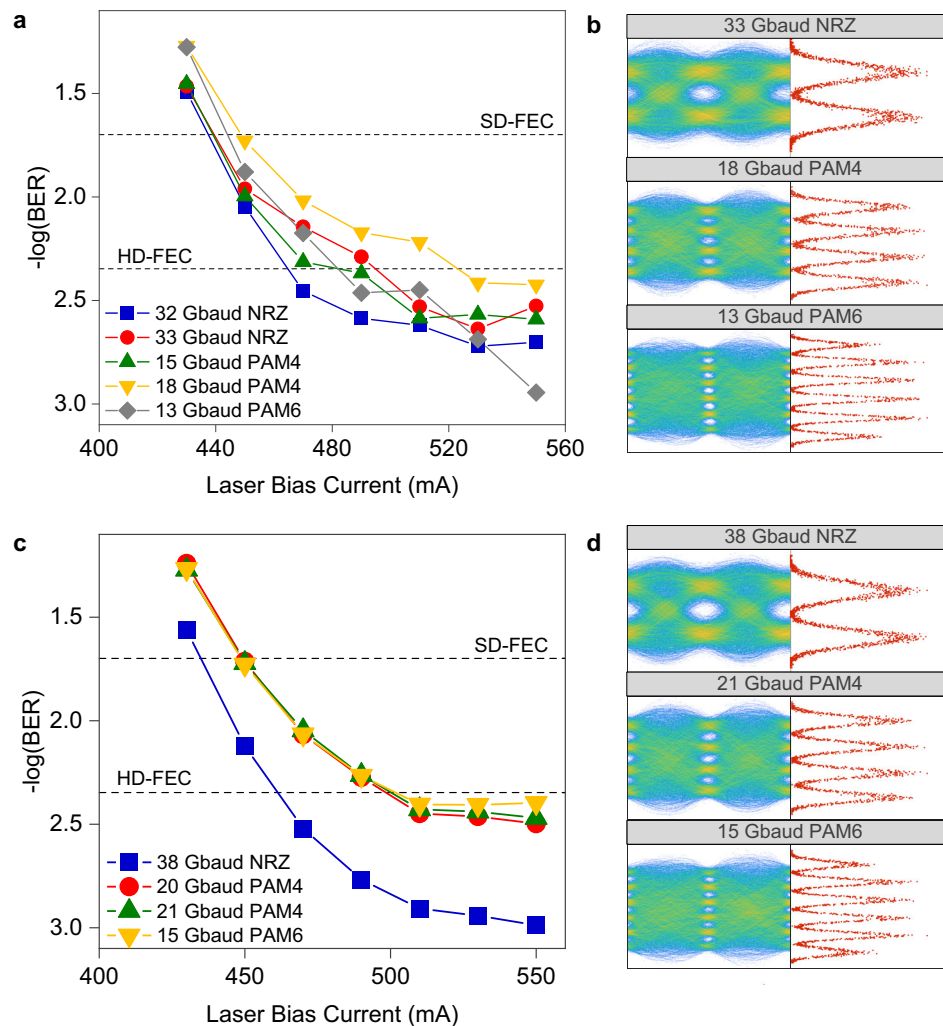 a
1.5
2.0
2.5
3.0
-log(BER)
SD-FEC
HD-FEC
32 Gbaud NRZ
33 Gbaud NRZ
15 Gbaud PAM4
18 Gbaud PAM4
13 Gbaud PAM6
400
440
480
520
560
Laser Bias Current (mA)
b
33 Gbaud NRZ
18 Gbaud PAM4
13 Gbaud PAM6
c
1.5
2.0
2.5
3.0
-log(BER)
SD-FEC
HD-FEC
38 Gbaud NRZ
20 Gbaud PAM4
21 Gbaud PAM4
15 Gbaud PAM6
400
450
500
550
Laser Bias Current (mA)
d
38 Gbaud NRZ
21 Gbaud PAM4
15 Gbaud PAM6